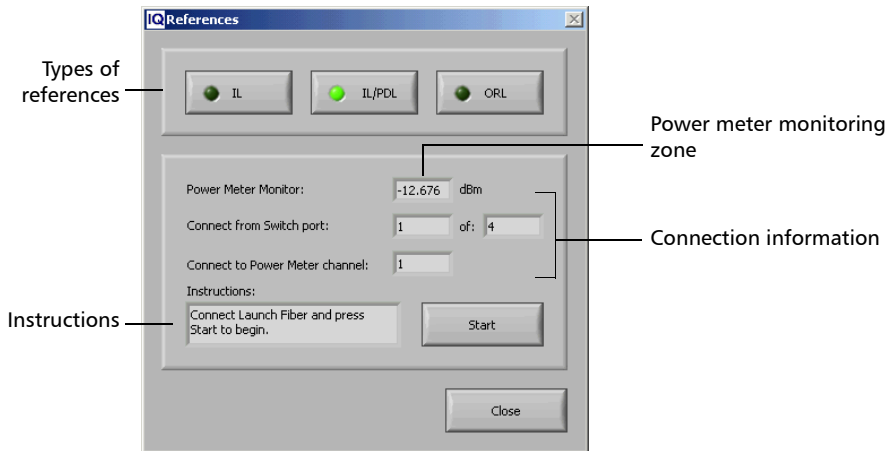 IQ References
Types of
references
IL
IL/PDL
ORL
Power meter monitoring
zone
Power Meter Monitor:
-12.676
dBm
Connect from Switch port:
1
of:
4
Connection information
Connect to Power Meter channel:
1
Instructions:
Instructions
Connect Launch Fiber and press
Start to begin.
Start
Close